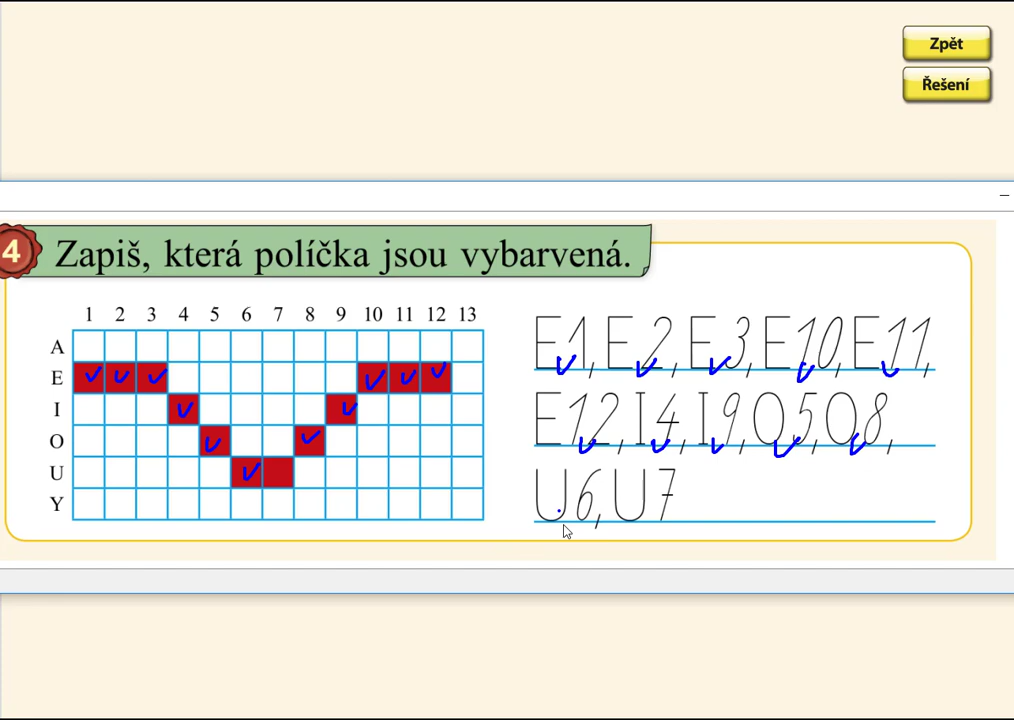 Zpět
Řešení
4 Zapiš, která políčka jsou vybarvená.
1 2 3 4 5 6 7 8 9 10 11 12 13
A
E
I
O
U
Y
E1, E2, E3, E10, E11,
E12, I4, I9, O5, O8,
U6, U7